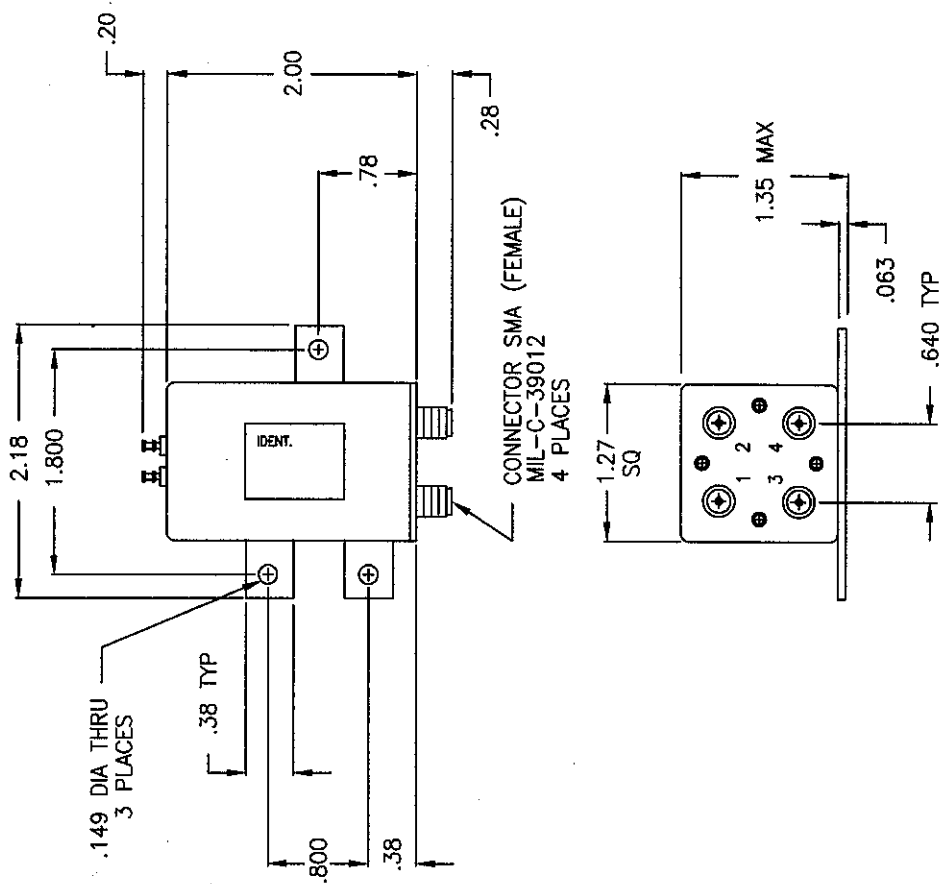 .20
2.18
1.800
2.00
.78
.28
IDENT.
.149 DIA THRU
3 PLACES
.38 TYP
.800
.38
CONNECTOR SMA (FEMALE)
MIL-C-39012
4 PLACES
1.27
SQ
1.35 MAX
1 2
3 4
.063
.640 TYP